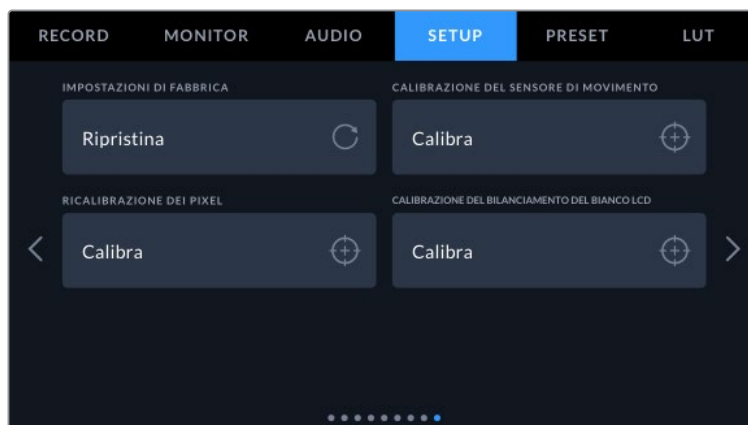 RECORD MONITOR AUDIO SETUP PRESET LUT
IMPOSTAZIONI DI FABBRICA CALIBRAZIONE DEL SENSORE DI MOVIMENTO
Ripristina Calibra
RICALIBRAZIONE DEI PIXEL CALIBRAZIONE DEL BILANCIAMENTO DEL BIANCO LCD
Calibra Calibra